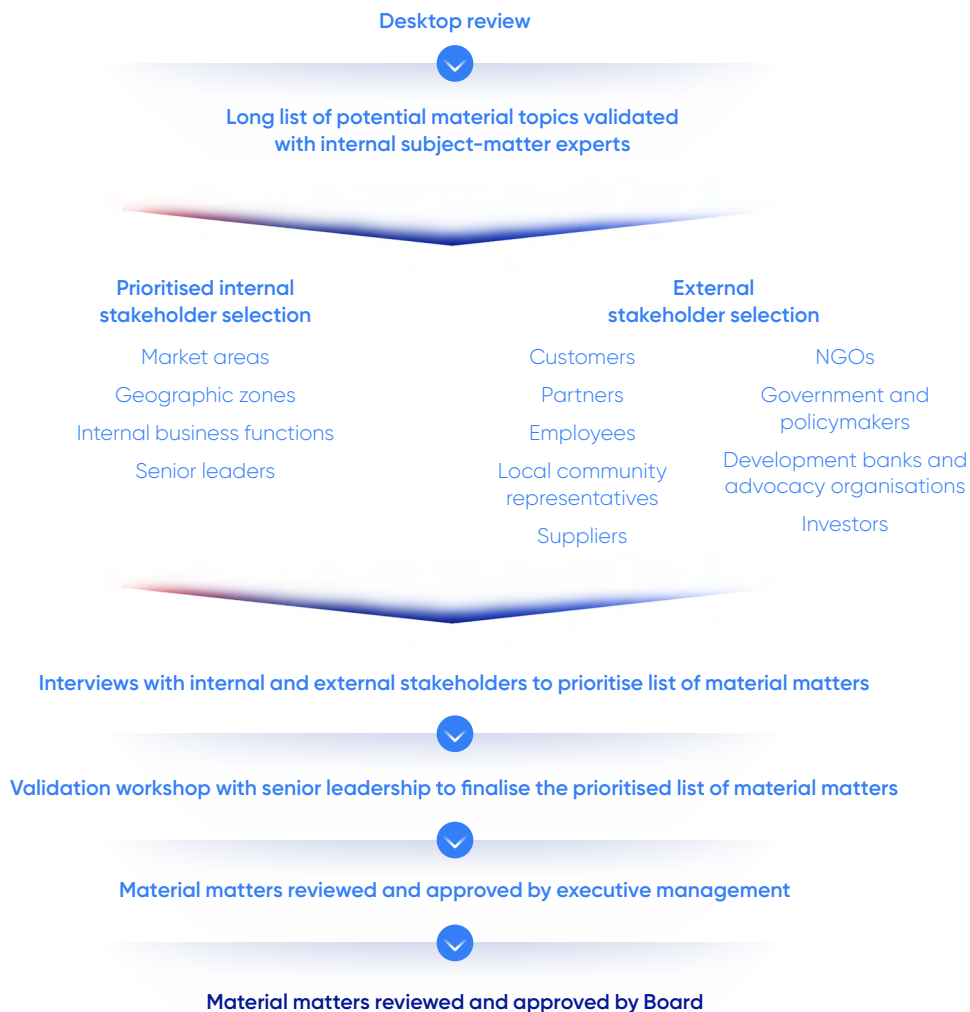 Desktop review
Long list of potential material topics validated
with internal subject-matter experts
Prioritised internal
stakeholder selection
Market areas
Geographic zones
Internal business functions
Senior leaders
External
stakeholder selection
Customers
Partners
Employees
Local community
representatives
Suppliers
NGOs
Government and
policymakers
Development banks and
advocacy organisations
Investors
Interviews with internal and external stakeholders to prioritise list of material matters
Validation workshop with senior leadership to finalise the prioritised list of material matters
Material matters reviewed and approved by executive management
Material matters reviewed and approved by Board